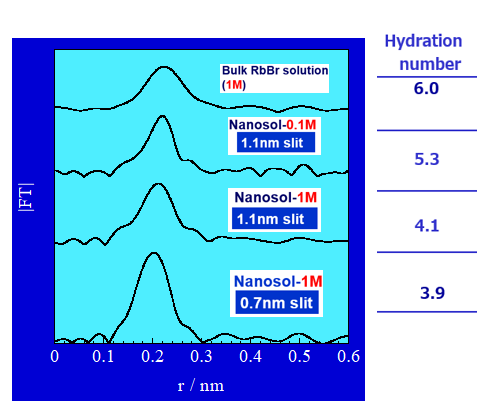 Hydration
number
Bulk RbBr solution
(1M)
6.0
Nanosol-0.1M
1.1nm slit
5.3
Nanosol-1M
1.1nm slit
4.1
Nanosol-1M
0.7nm slit
3.9
|FT|
0 0.1 0.2 0.3 0.4 0.5 0.6
r / nm